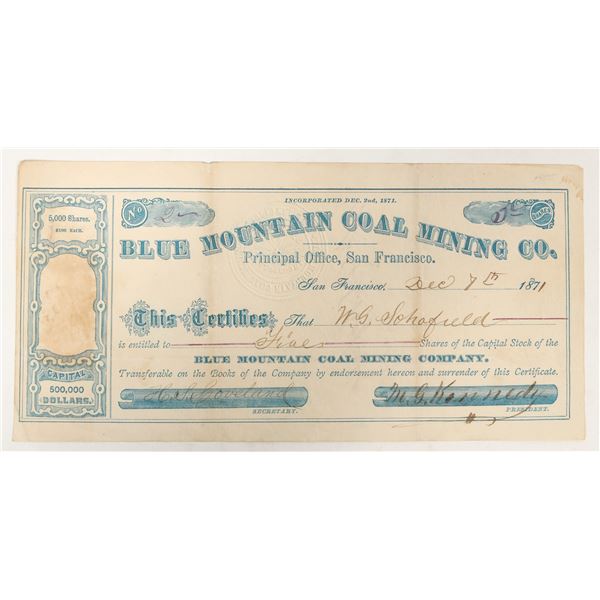 INCORPORATED DEC. 2nd, 1871.
No 2
5
SHARES
BLUE MOUNTAIN COAL MINING CO.
Principal Office, San Francisco.
5,000 Shares.
$100 EACH.
San Francisco, Dec 7th 1871
This Certifies That W. G. Schofield
is entitled to Five Shares of the Capital Stock of the
BLUE MOUNTAIN COAL MINING COMPANY.
Transferable on the Books of the Company by endorsement hereon and surrender of this Certificate.
CAPITAL
500,000
DOLLARS.
M. G. Kennedy
SECRETARY.
PRESIDENT.